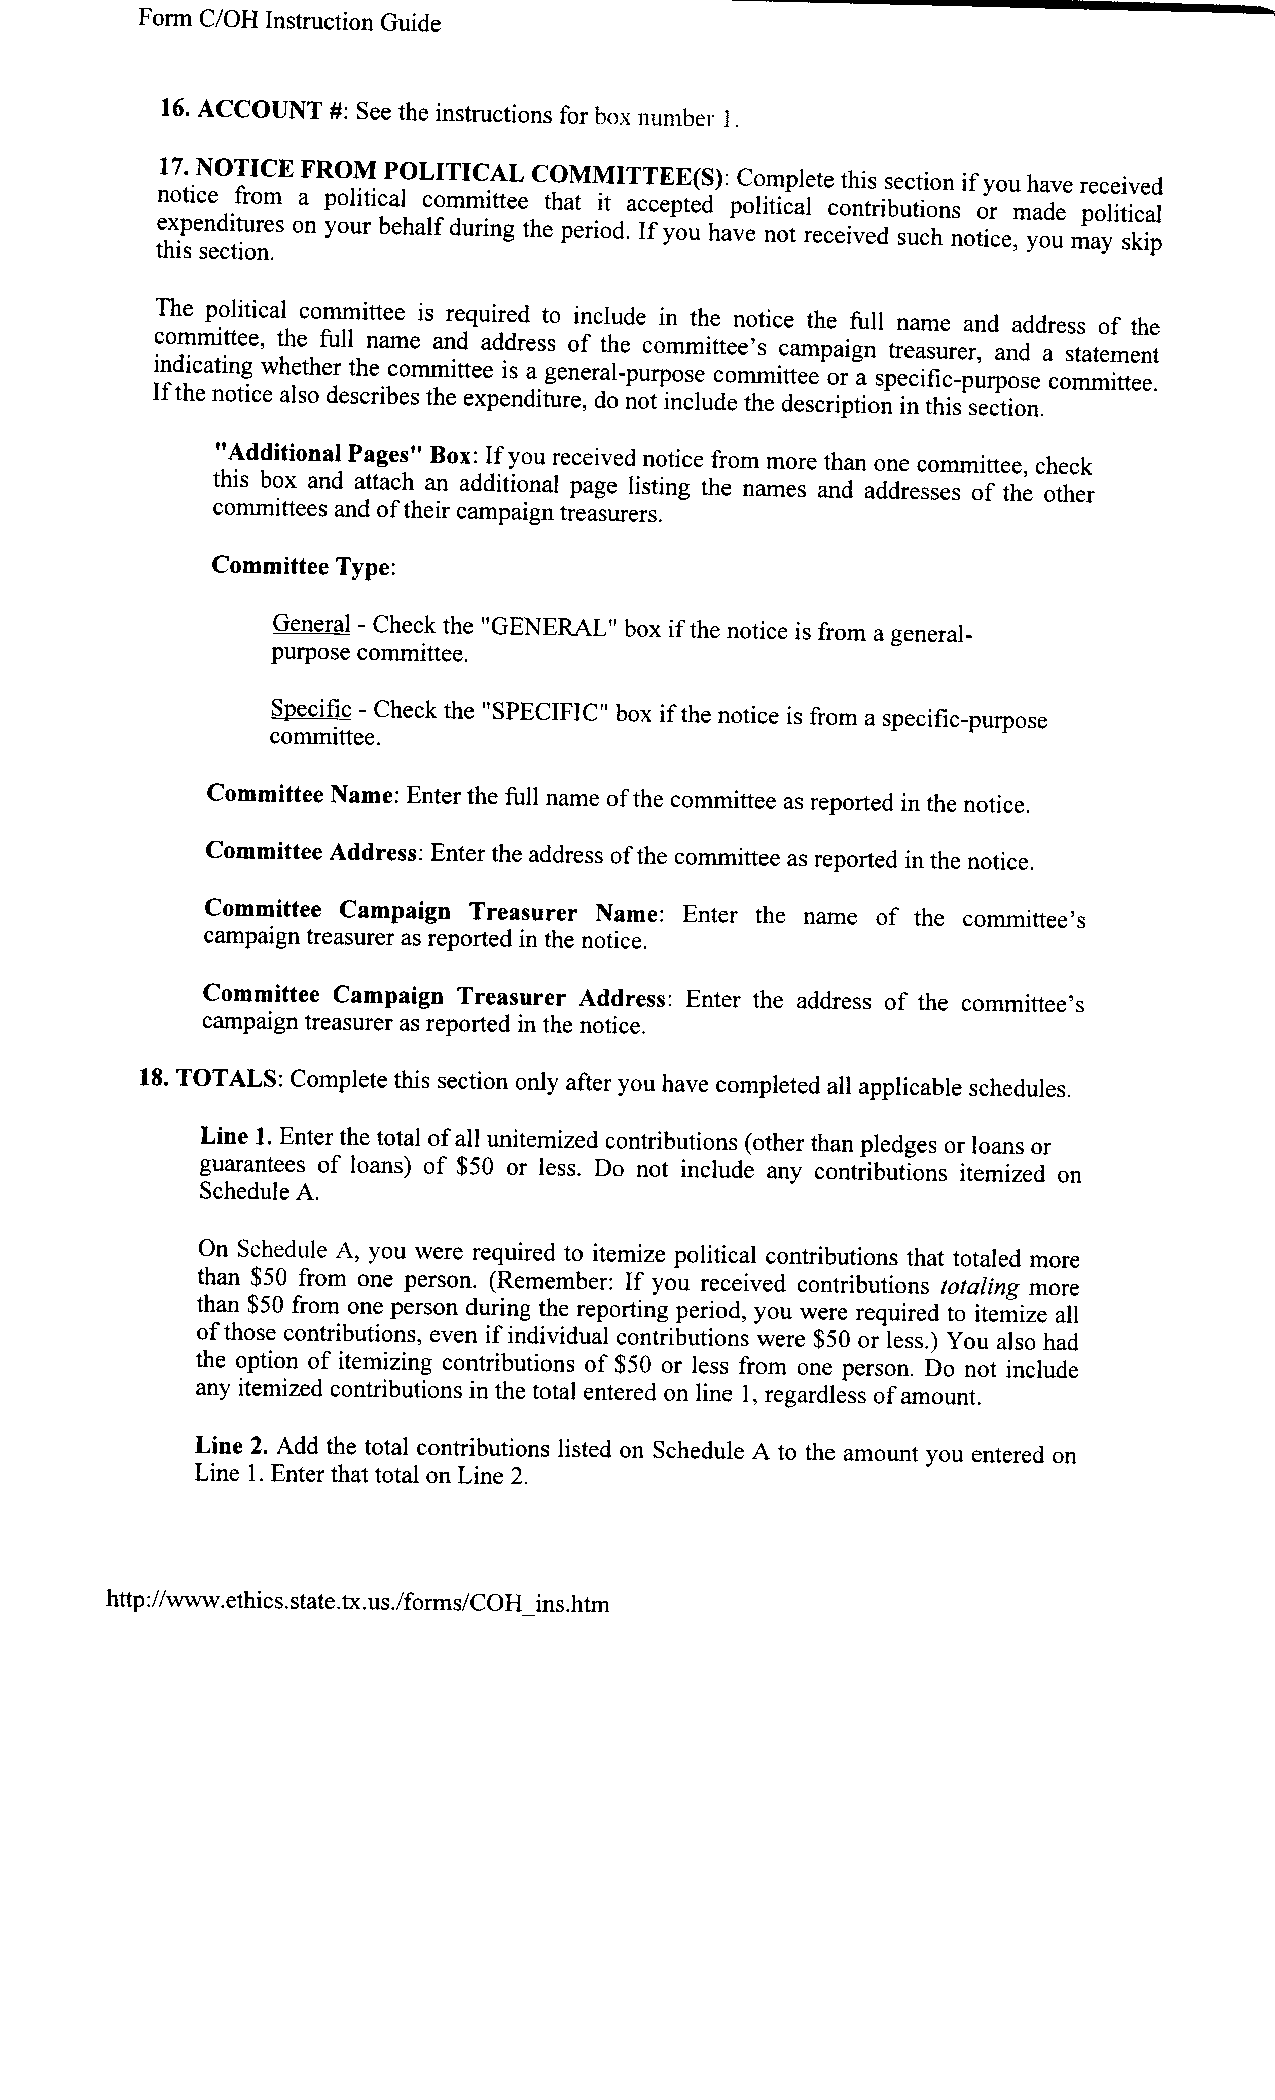 Form C/OH Instruction Guide
16. ACCOUNT #: See the instructions for box number 1.
17. NOTICE FROM POLITICAL COMMITTEE(S): Complete this section if you have received
notice from a political committee that it accepted political contributions or made political
expenditures on your behalf during the period. If you have not received such notice, you may skip
this section.
The political committee is required to include in the notice the full name and address of the
committee, the full name and address of the committee's campaign treasurer, and a statement
indicating whether the committee is a general-purpose committee or a specific-purpose committee.
If the notice also describes the expenditure, do not include the description in this section.
"Additional Pages" Box: If you received notice from more than one committee, check
this box and attach an additional page listing the names and addresses of the other
committees and of their campaign treasurers.
Committee Type:
General - Check the "GENERAL" box if the notice is from a general-
purpose committee.
Specific - Check the "SPECIFIC" box if the notice is from a specific-purpose
committee.
Committee Name: Enter the full name of the committee as reported in the notice.
Committee Address: Enter the address of the committee as reported in the notice.
Committee Campaign Treasurer Name: Enter the name of the committee's
campaign treasurer as reported in the notice.
Committee Campaign Treasurer Address: Enter the address of the committee's
campaign treasurer as reported in the notice.
18. TOTALS: Complete this section only after you have completed all applicable schedules.
Line 1. Enter the total of all unitemized contributions (other than pledges or loans or
guarantees of loans) of $50 or less. Do not include any contributions itemized on
Schedule A.
On Schedule A, you were required to itemize political contributions that totaled more
than $50 from one person. (Remember: If you received contributions totaling more
than $50 from one person during the reporting period, you were required to itemize all
of those contributions, even if individual contributions were $50 or less.) You also had
the option of itemizing contributions of $50 or less from one person. Do not include
any itemized contributions in the total entered on line 1, regardless of amount.
Line 2. Add the total contributions listed on Schedule A to the amount you entered on
Line 1. Enter that total on Line 2.
http://www.ethics.state.tx.us./forms/COH_ins.htm